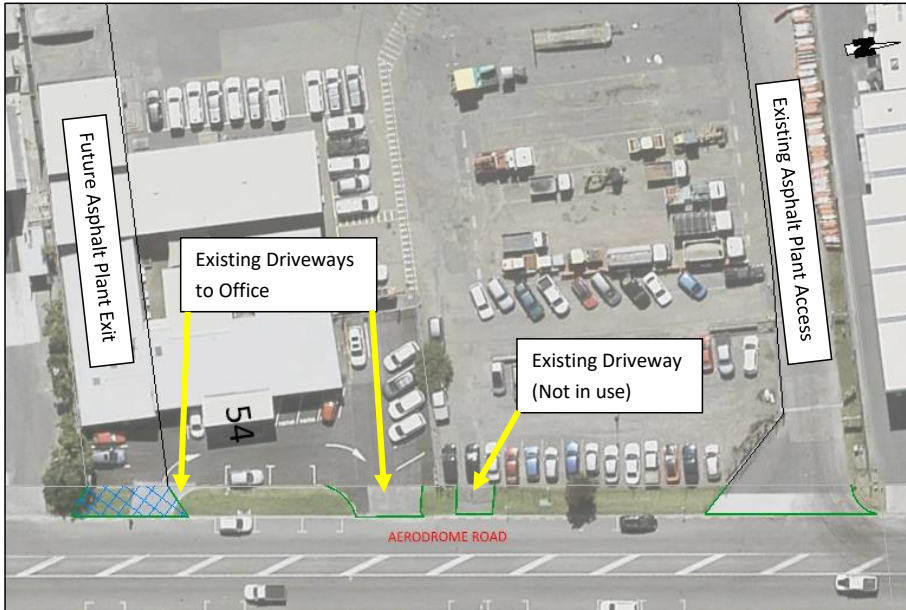 Future Asphalt Plant Exit
Existing Driveways
to Office
Existing Driveway
(Not in use)
Existing Asphalt Plant Access
N
54
AERODROME ROAD